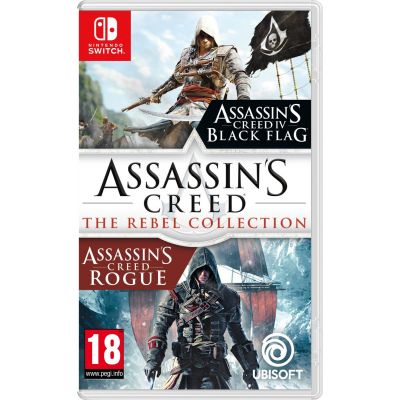 NINTENDO
SWITCH™
ASSASSIN'S
CREED IV
BLACK FLAG
ASSASSIN'S
CREED
THE REBEL COLLECTION
ASSASSIN'S
CREED
ROGUE
18
www.pegi.info
UBISOFT